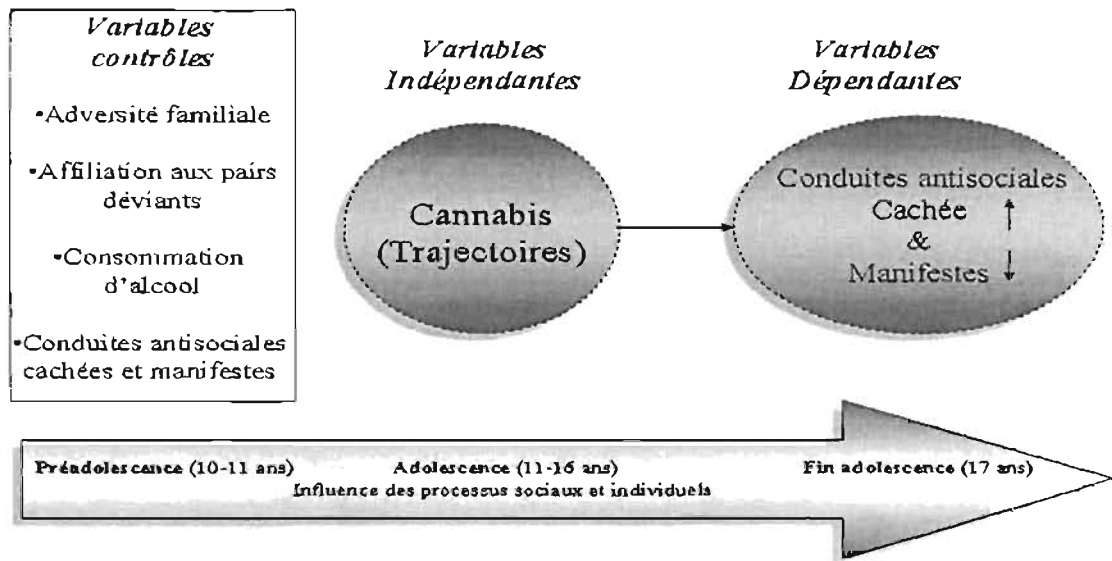 Variables
contrôles
•Adversité familiale
•Affiliation aux pairs
déviants
•Consommation
d'alcool
•Conduites antisociales
cachées et manifestes
Variables
Indépendantes
Cannabis
(Trajectoires)
Variables
Dépendantes
Conduites antisociales
Cachée
&
Manifestes
Préadolescence (10-11 ans)
Adolescence (11-16 ans)
Influence des processus sociaux et individuels
Fin adolescence (17 ans)